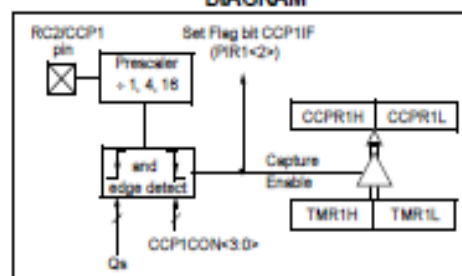 DIAGRAM
RC2/CCP1
pin
Set Flag bit CCP1IF
(PIR1<2>)
Prescaler
÷ 1, 4, 16
CCPR1H CCPR1L
and
edge detect
Capture
Enable
TMR1H TMR1L
CCP1CON<3:0>
Qs